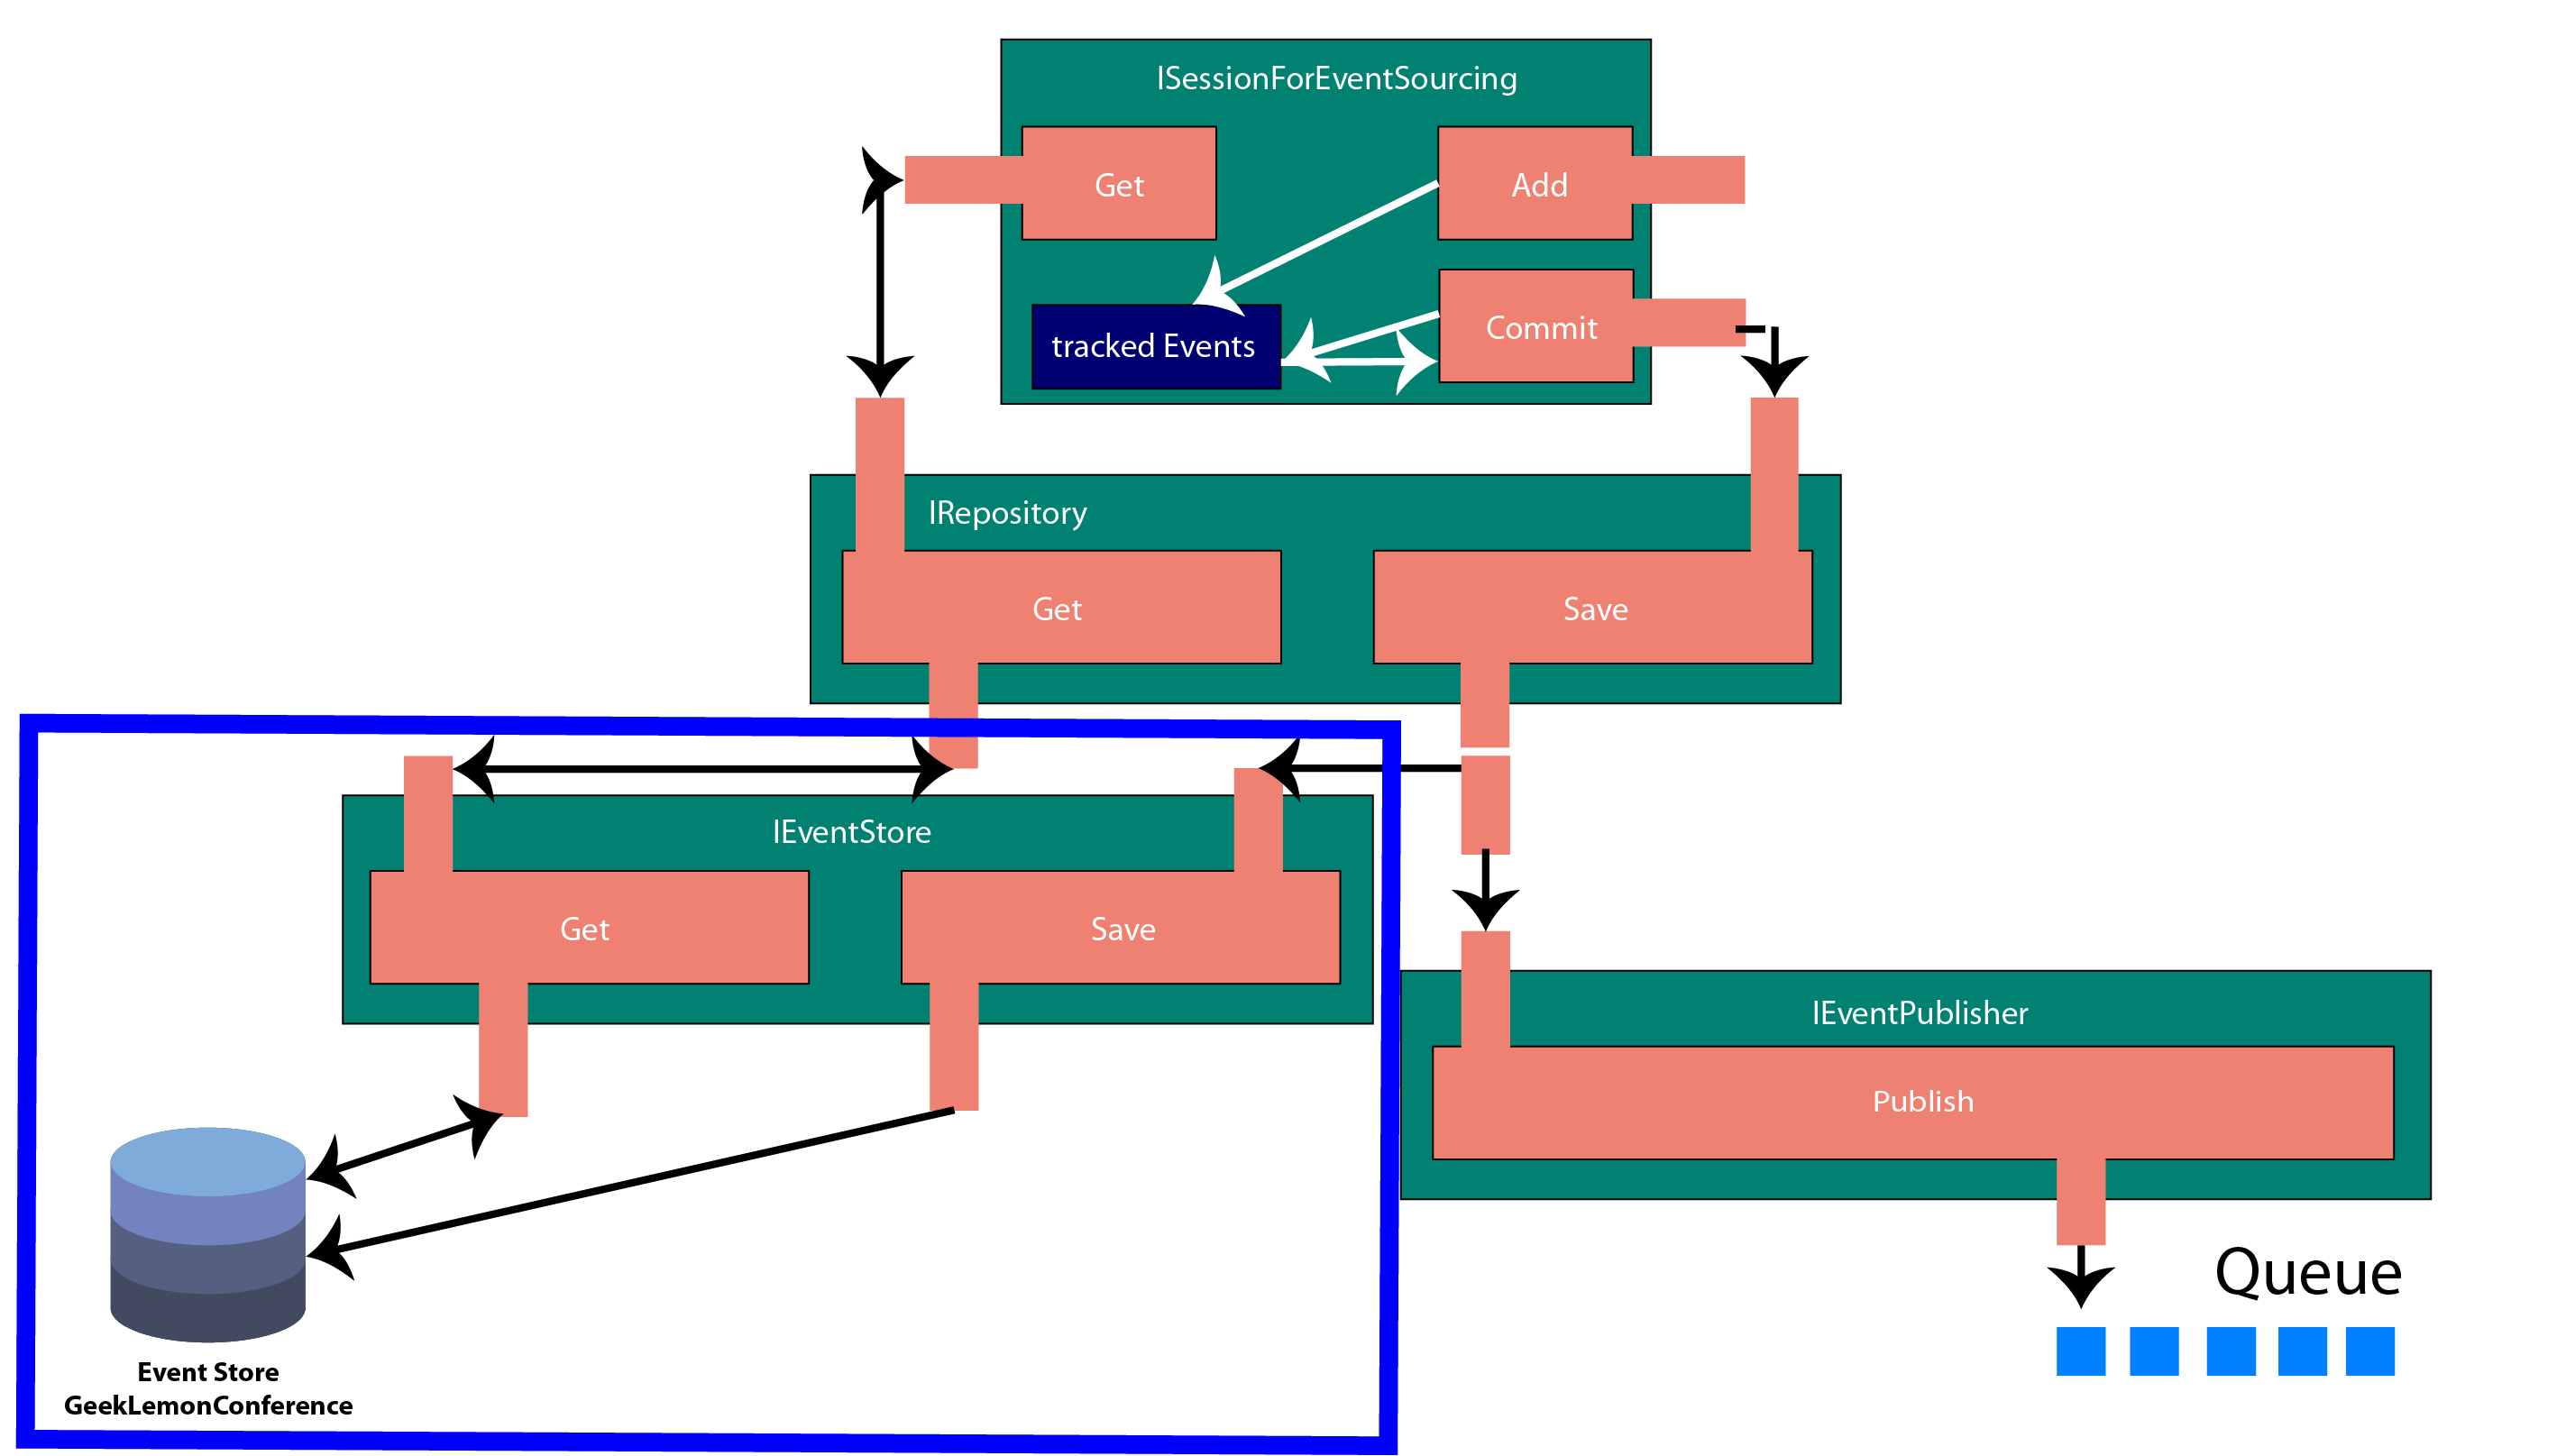 ISessionForEventSourcing
Get
Add
tracked Events
Commit
IRepository
Get
Save
IEventStore
Get
Save
IEventPublisher
Publish
Queue
Event Store
GeekLemonConference